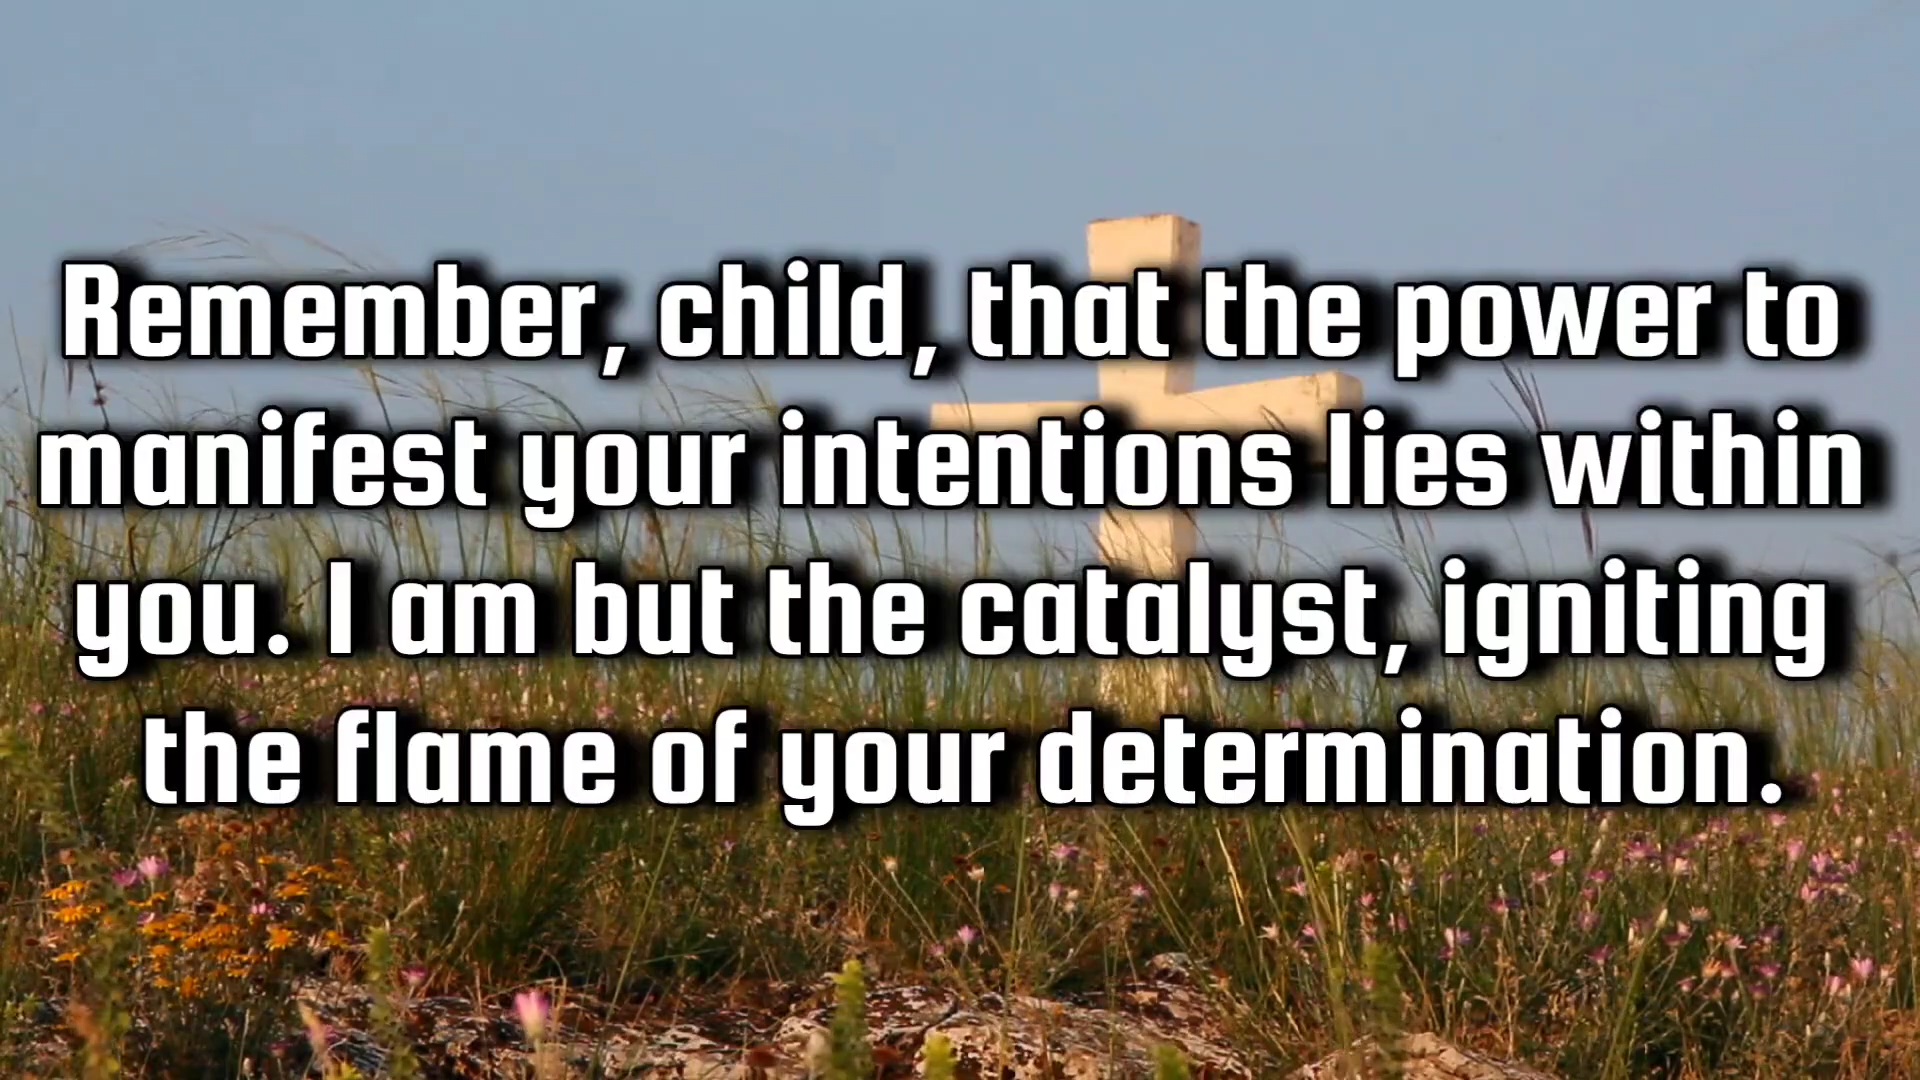 Remember, child, that the power to
manifest your intentions lies within
you. I am but the catalyst, igniting
the flame of your determination.